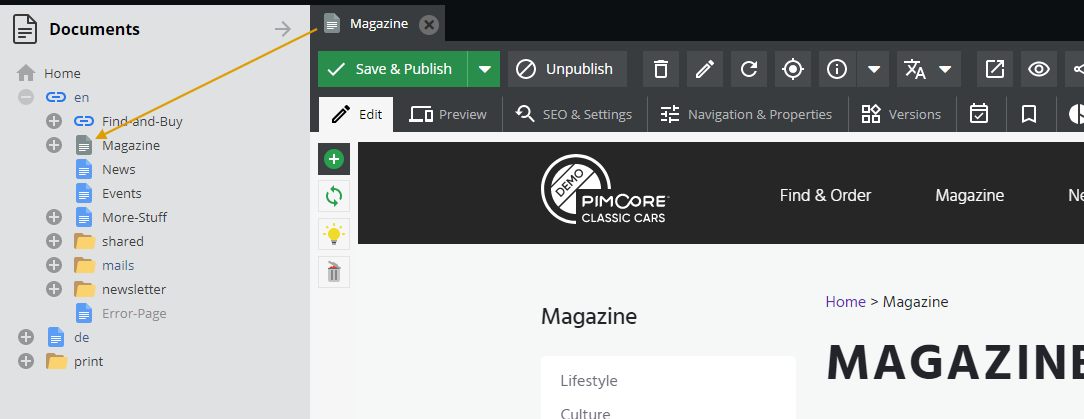 Documents
Home
en
Find-and-Buy
Magazine
News
Events
More-Stuff
shared
mails
newsletter
Error-Page
de
print
Magazine
Save & Publish
Unpublish
Edit
Preview
SEO & Settings
Navigation & Properties
Versions
DEMO
PIMCORE
CLASSIC CARS
Find & Order
Magazine
Ne
Magazine
Lifestyle
Culture
Home > Magazine
MAGAZINE